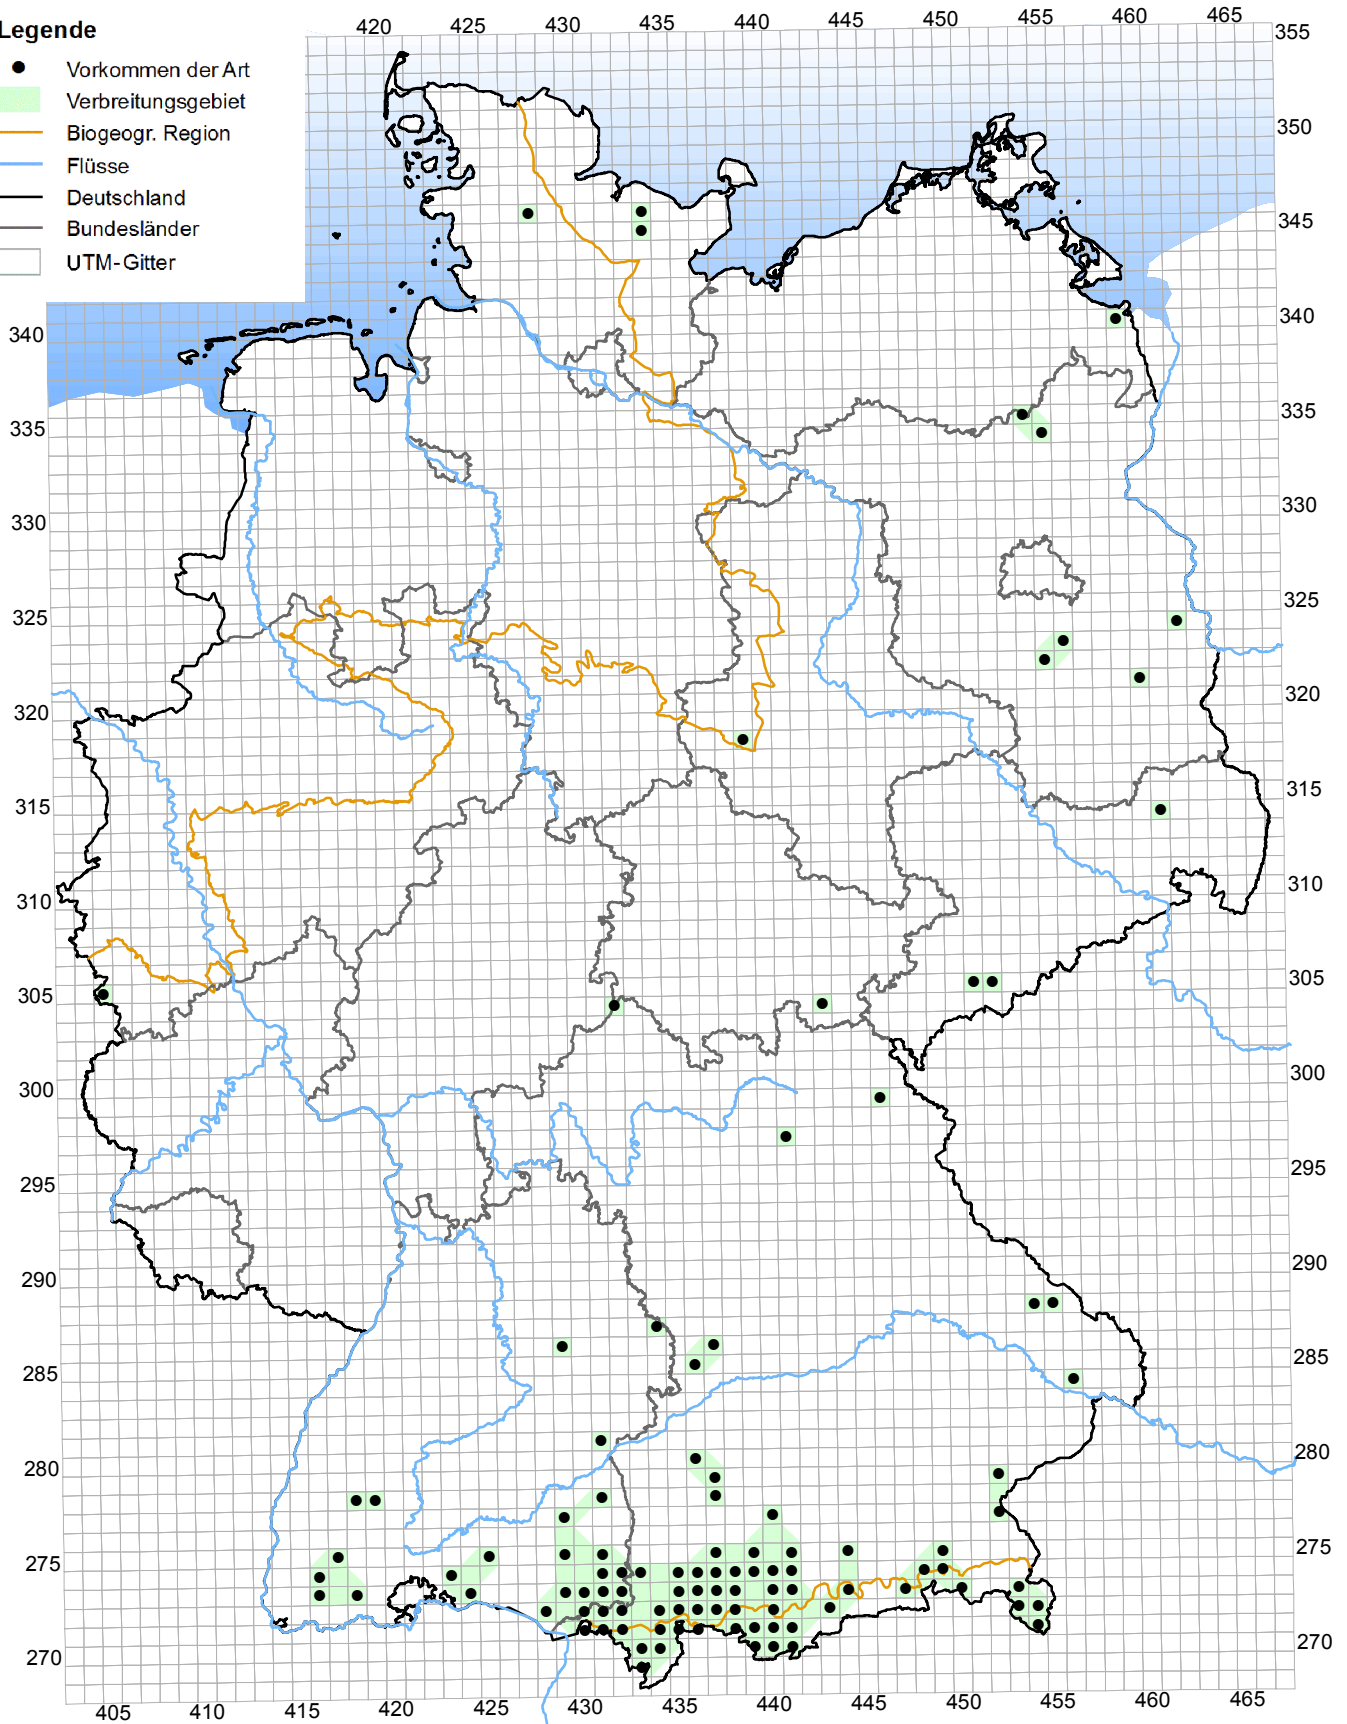 Legende
Vorkommen der Art
Verbreitungsgebiet
Biogeogr. Region
Flüsse
Deutschland
Bundesländer
UTM-Gitter
420 425 430 435 440 445 450 455 460 465
355
350
345
340 340
335 335
330 330
325 325
320 320
315 315
310 310
305 305
300 300
295 295
290 290
285 285
280 280
275 275
270 270
405 410 415 420 425 430 435 440 445 450 455 460 465